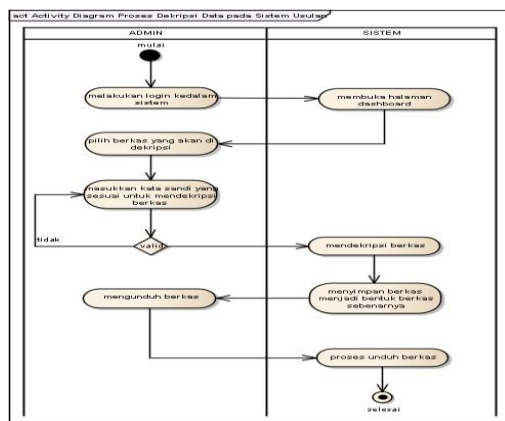 act Activity Diagram Proses Dekripsi Data pada Sistem Usulan
ADMIN
SISTEM
mulai
melakukan login kedalam
sistem
membuka halaman
dashboard
pilih berkas yang akan di
dekripsi
masukkan kata sandi yang
sesuai untuk mendekripsi
berkas
tidak
valid
mendekripsi berkas
menyimpan berkas
menjadi bentuk berkas
sebenarnya
mengunduh berkas
proses unduh berkas
selesai